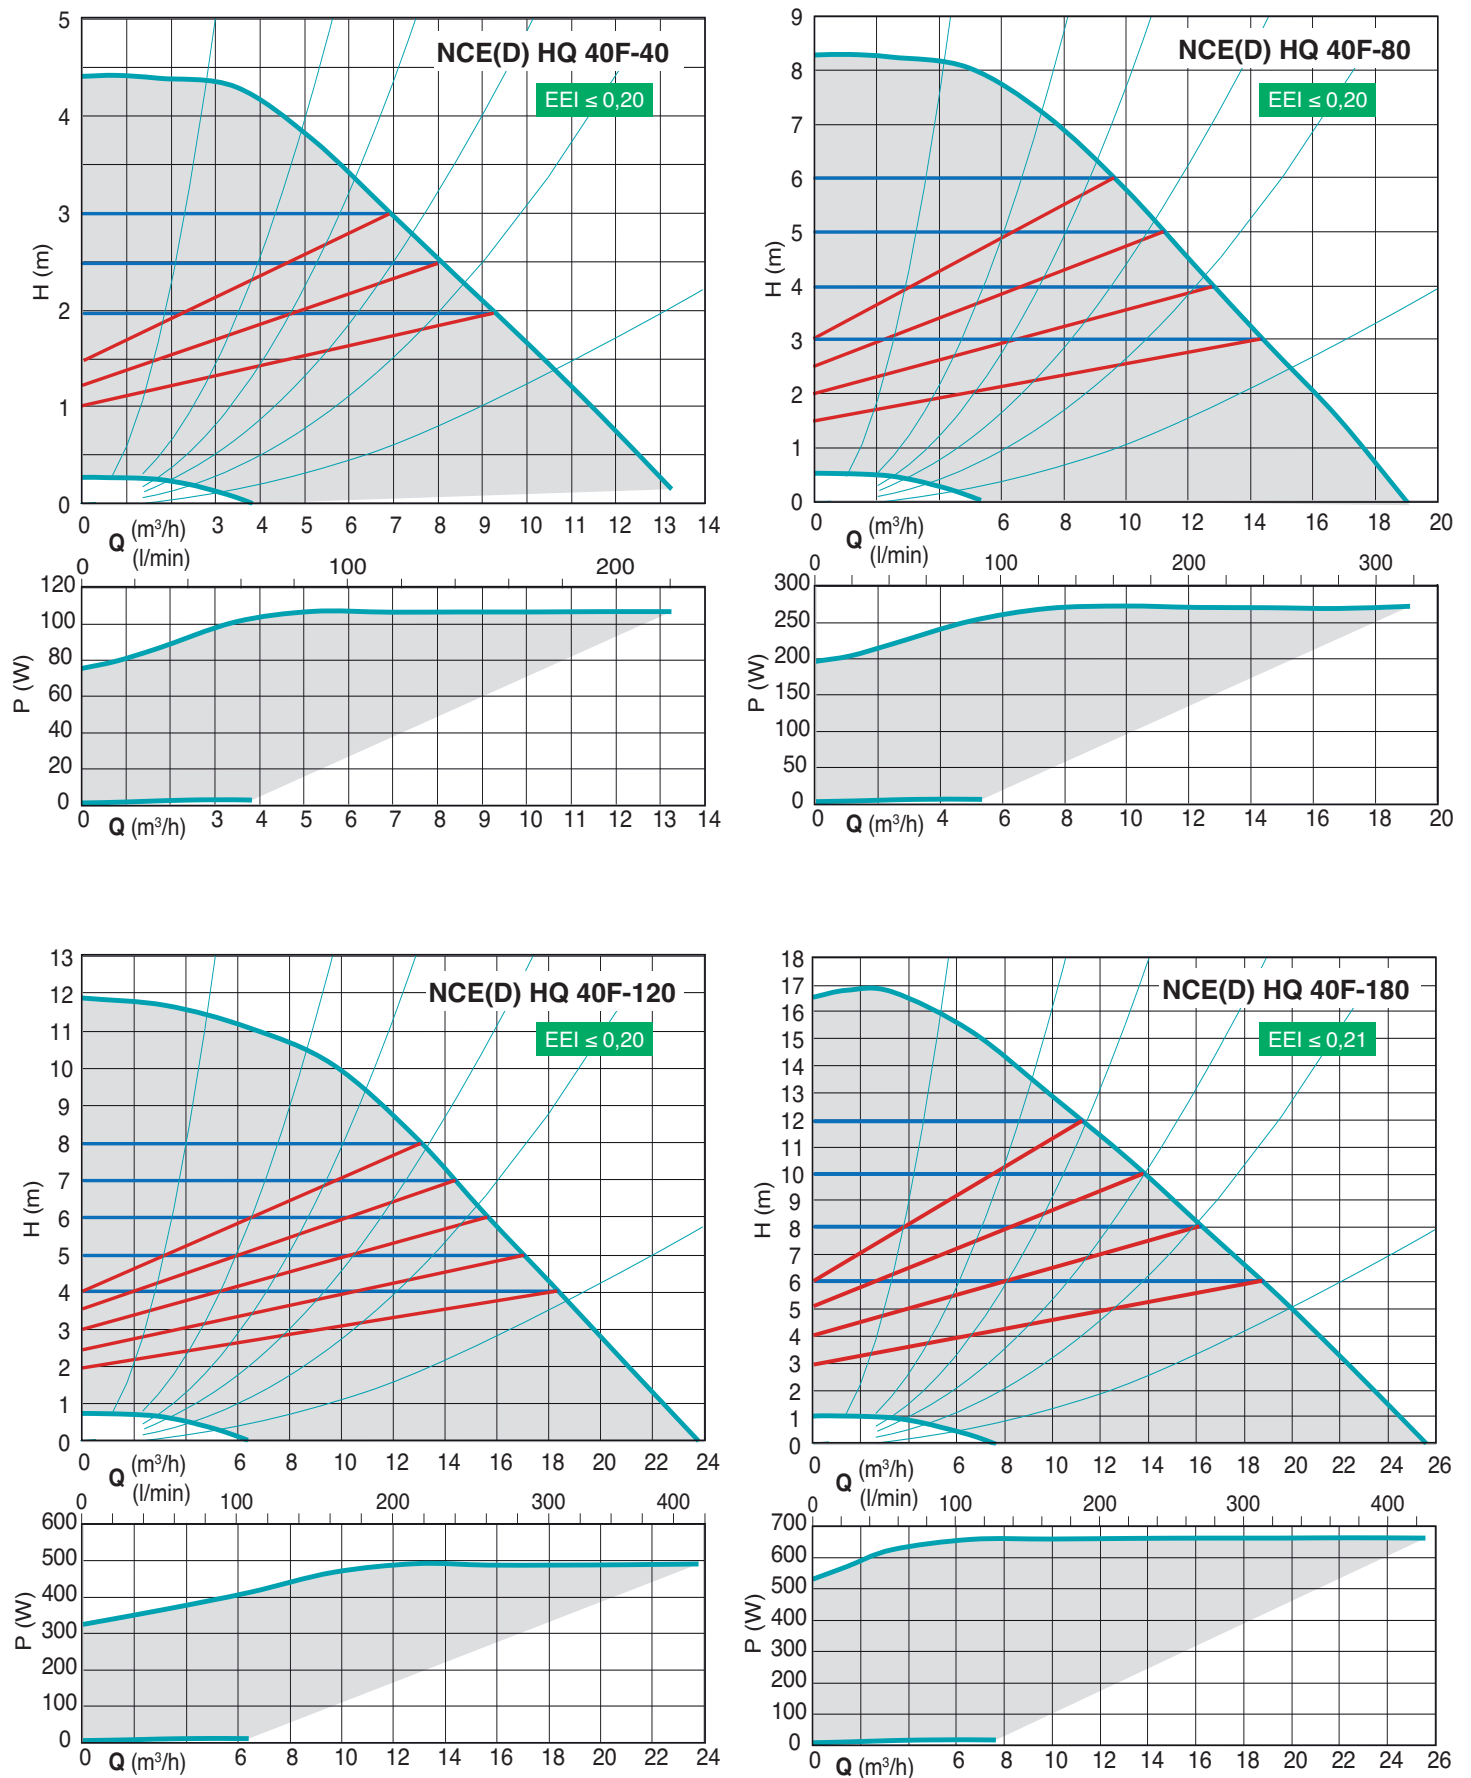 NCE(D) HQ 40F-40
EEI ≤ 0,20
H (m)
5
4
3
2
1
0
0 3 4 5 6 7 8 9 10 11 12 13 14
Q (m³/h)
(l/min)
0 100 200
P (W)
120
100
80
60
40
20
0
0 3 4 5 6 7 8 9 10 11 12 13 14
Q (m³/h)
NCE(D) HQ 40F-80
EEI ≤ 0,20
H (m)
9
8
7
6
5
4
3
2
1
0
0 6 8 10 12 14 16 18 20
Q (m³/h)
(l/min)
0 100 200 300
P (W)
300
250
200
150
100
50
0
0 4 6 8 10 12 14 16 18 20
Q (m³/h)
NCE(D) HQ 40F-120
EEI ≤ 0,20
H (m)
13
12
11
10
9
8
7
6
5
4
3
2
1
0
0 6 8 10 12 14 16 18 20 22 24
Q (m³/h)
(l/min)
0 100 200 300 400
P (W)
600
500
400
300
200
100
0
0 6 8 10 12 14 16 18 20 22 24
Q (m³/h)
NCE(D) HQ 40F-180
EEI ≤ 0,21
H (m)
18
17
16
15
14
13
12
11
10
9
8
7
6
5
4
3
2
1
0
0 6 8 10 12 14 16 18 20 22 24 26
Q (m³/h)
(l/min)
0 100 200 300 400
P (W)
700
600
500
400
300
200
100
0
0 6 8 10 12 14 16 18 20 22 24 26
Q (m³/h)